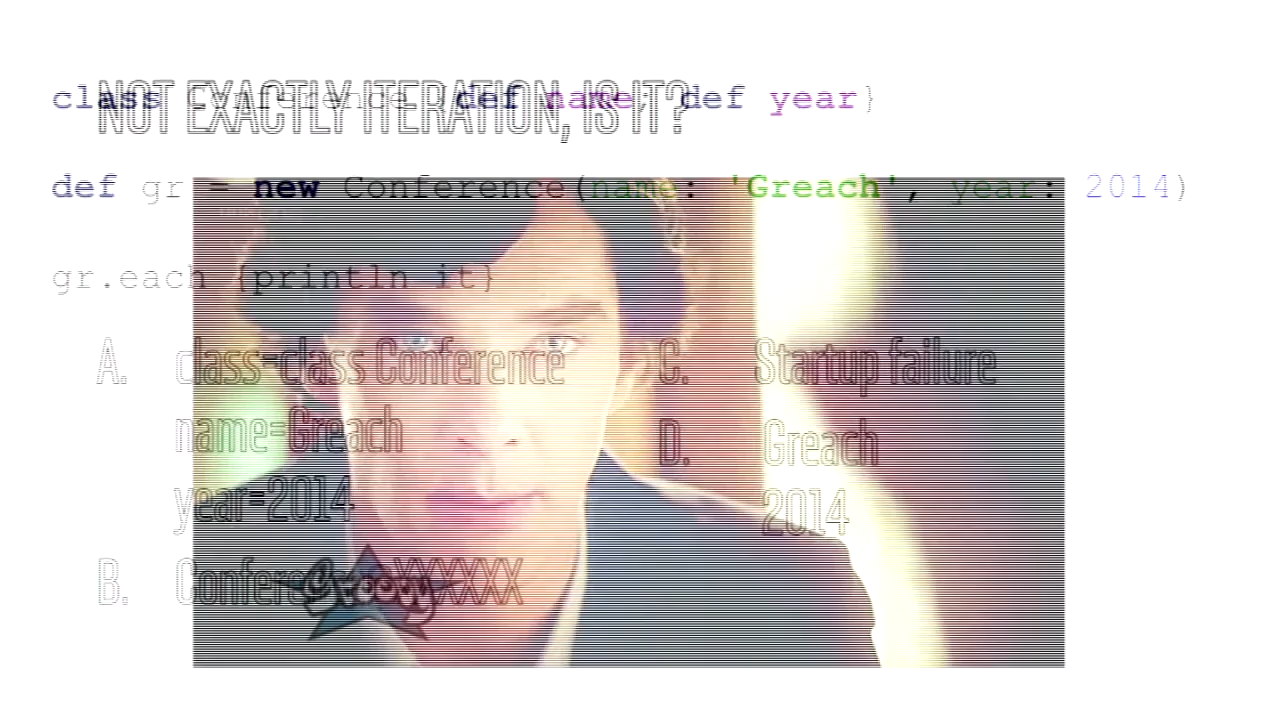 NOT EXACTLY ITERATION, IS IT?
class Conference def name; def year}
def gr = new Conference(name: 'Greach', year: 2014)
gr.each {println it}
A. class=class Conference
name=Greach
year=2014
B.
XXXXXX
C. Startup failure
D. Greach
2014
Groovy